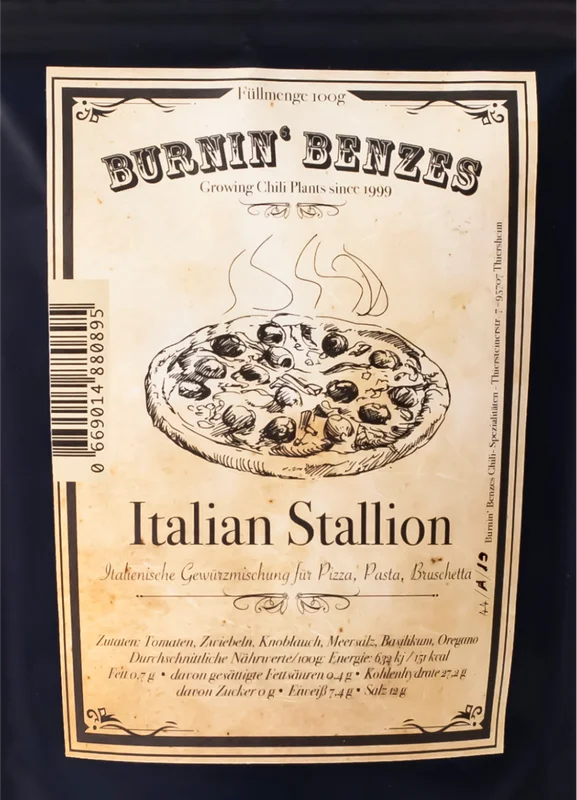 Füllmenge 100g
BURNIN' BENZES
Growing Chili Plants since 1999
0 669014 880895
Burnin' Benzes Chili-Spezialitäten - Thiersteinerstr. 7 - 95707 Thiersheim
Italian Stallion
Italienische Gewürzmischung für Pizza, Pasta, Bruschetta
Zutaten: Tomaten, Zwiebeln, Knoblauch, Meersalz, Basilikum, Oregano
Durchschnittliche Nährwerte/100g: Energie: 632 kj / 151 kcal
Fett 0,7 g • davon gesättigte Fettsäuren 0,4 g • Kohlenhydrate 27,2 g
davon Zucker 0 g • Eiweiß 7,4 g • Salz 12 g